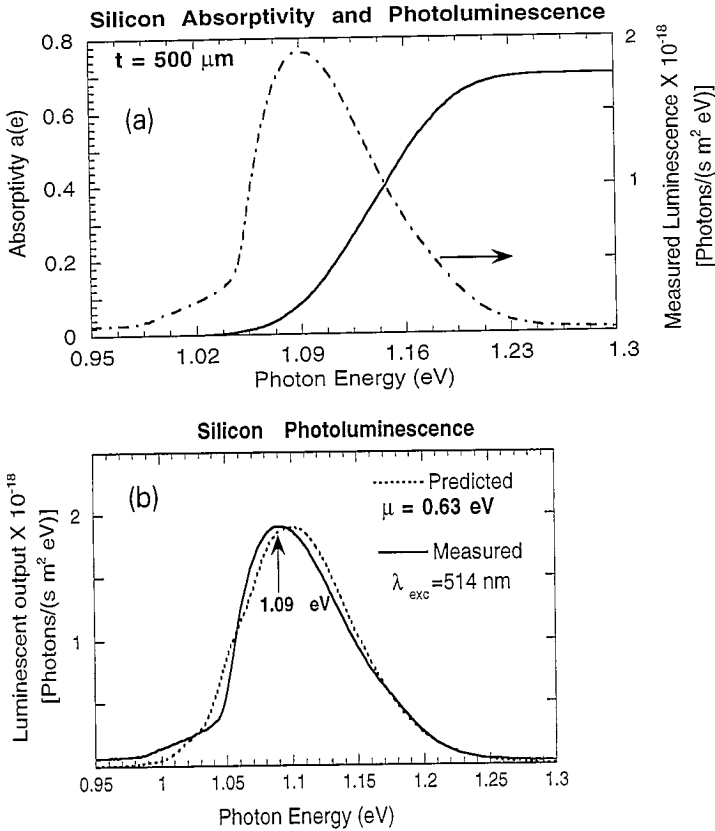 Silicon Absorptivity and Photoluminescence
t = 500 µm
(a)
0.8
0.6
0.4
0.2
0
Absorptivty a(e)
2
1
0
Measured Luminescence X 10-18
[Photons/(s m2 eV)]
0.95 1.02 1.09 1.16 1.23 1.3
Photon Energy (eV)
Silicon Photoluminescence
(b)
Predicted
µ = 0.63 eV
Measured
λ exc=514 nm
1.09 eV
2
1
Luminescent output X 10-18
[Photons/(s m2 eV)]
0.95 1 1.05 1.1 1.15 1.2 1.25 1.3
Photon Energy (eV)